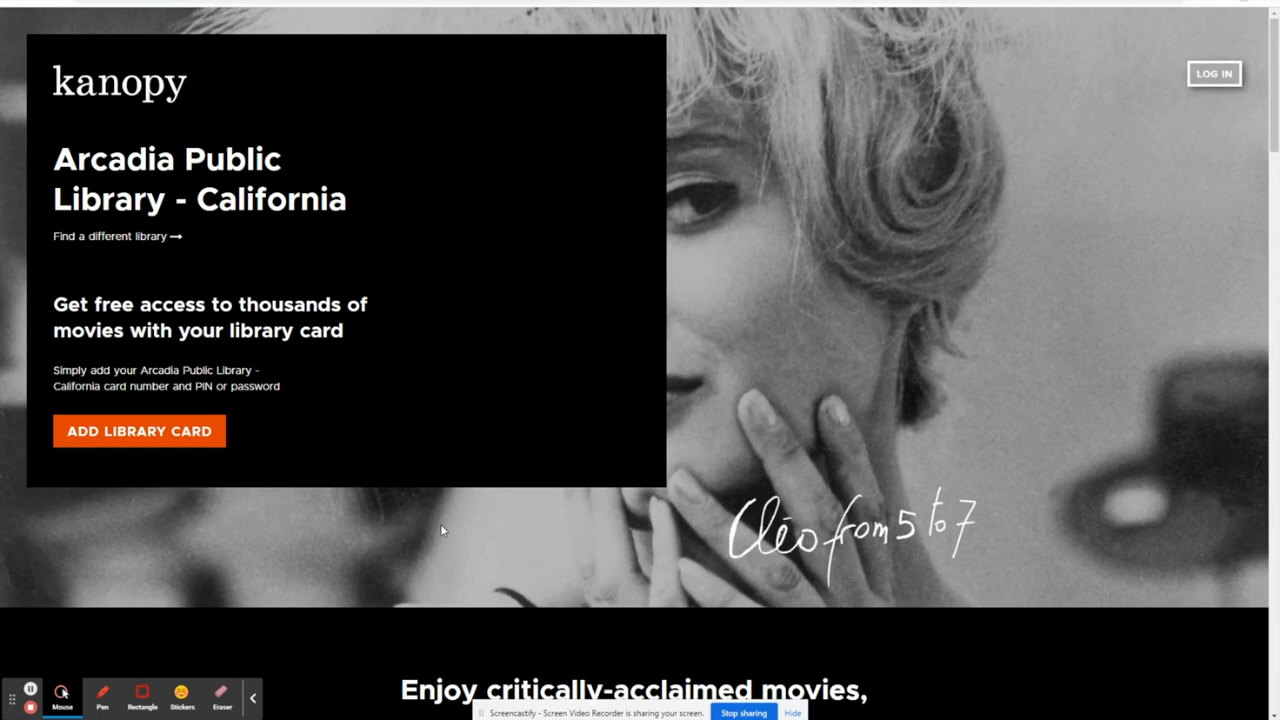 kanopy
LOG IN
Arcadia Public
Library - California
Find a different library
Get free access to thousands of
movies with your library card
Simply add your Arcadia Public Library -
California card number and PIN or password
ADD LIBRARY CARD
Cléo from 5 to 7
Enjoy critically-acclaimed movies,
Mouse
Pen
Rectangle
Stickers
Eraser
Screencastify - Screen Video Recorder is sharing your screen.
Stop sharing
Hide